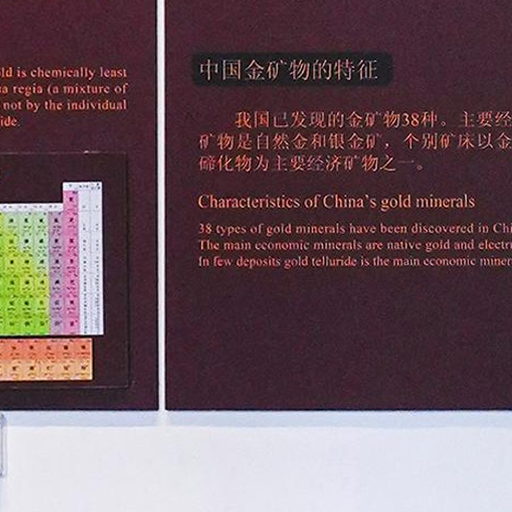 ld is chemically least
a regia (a mixture of
not by the individual
ide.
中国金矿物的特征
我国已发现的金矿物38种。主要经
矿物是自然金和银金矿，个别矿床以金
碲化物为主要经济矿物之一。
Characteristics of China's gold minerals
38 types of gold minerals have been discovered in Chi
The main economic minerals are native gold and electru
In few deposits gold telluride is the main economic miner